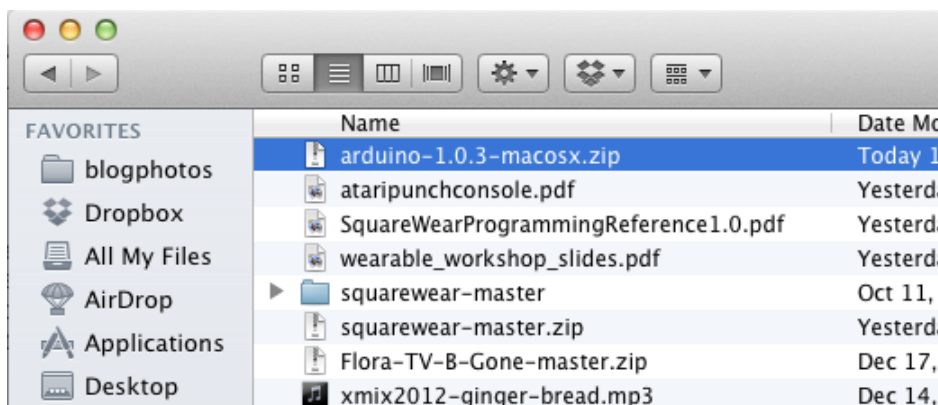 FAVORITES
blogphotos
Dropbox
All My Files
AirDrop
Applications
Desktop
Name Date Mo
arduino-1.0.3-macosx.zip Today 1
ataripunchconsole.pdf Yesterda
SquareWearProgrammingReference1.0.pdf Yesterda
wearable_workshop_slides.pdf Yesterda
squarewear-master Oct 11,
squarewear-master.zip Yesterda
Flora-TV-B-Gone-master.zip Dec 17,
xmix2012-ginger-bread.mp3 Dec 14,